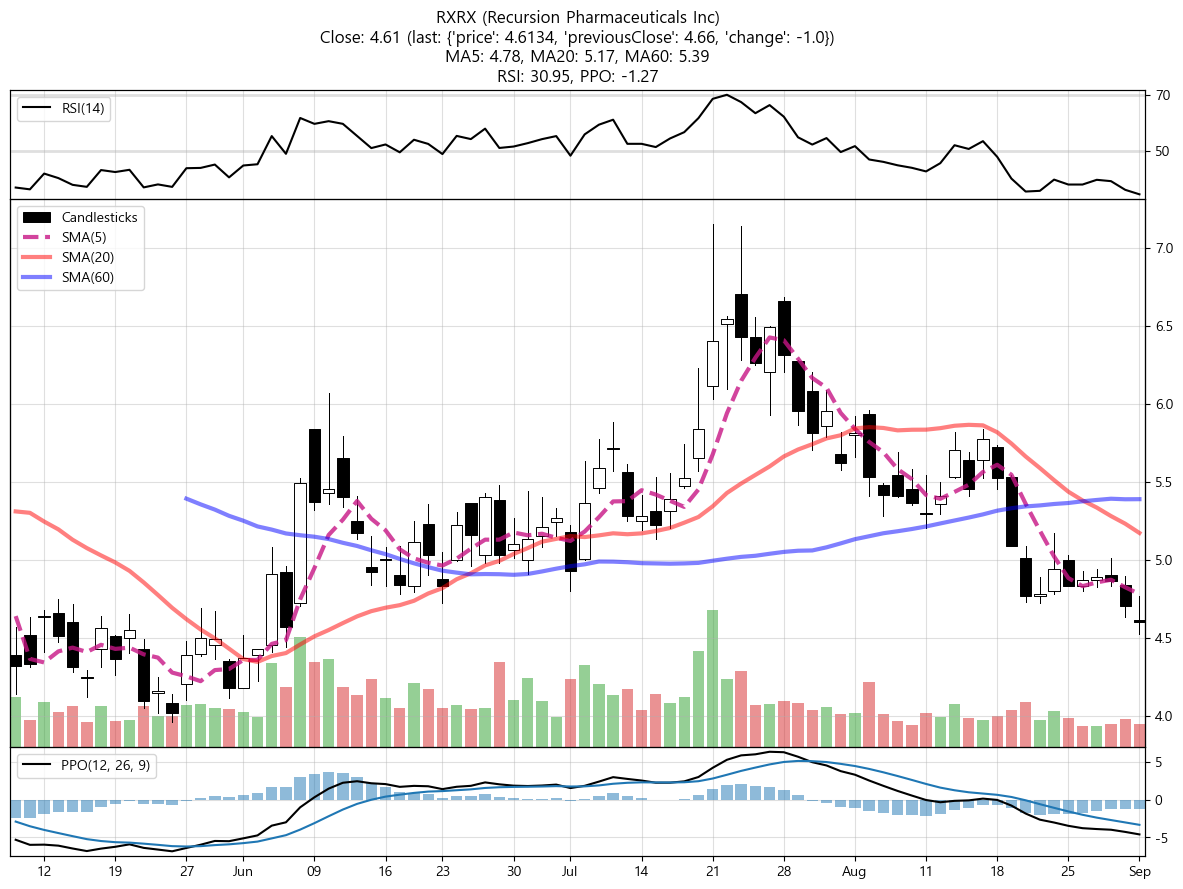 RXRX (Recursion Pharmaceuticals Inc)
Close: 4.61 (last: {'price': 4.6134, 'previousClose': 4.66, 'change': -1.0})
MA5: 4.78, MA20: 5.17, MA60: 5.39
RSI: 30.95, PPO: -1.27
RSI(14)
70
50
Candlesticks
SMA(5)
SMA(20)
SMA(60)
7.0
6.5
6.0
5.5
5.0
4.5
4.0
PPO(12, 26, 9)
5
0
-5
12 19 27 Jun 09 16 23 30 Jul 14 21 28 Aug 11 18 25 Sep